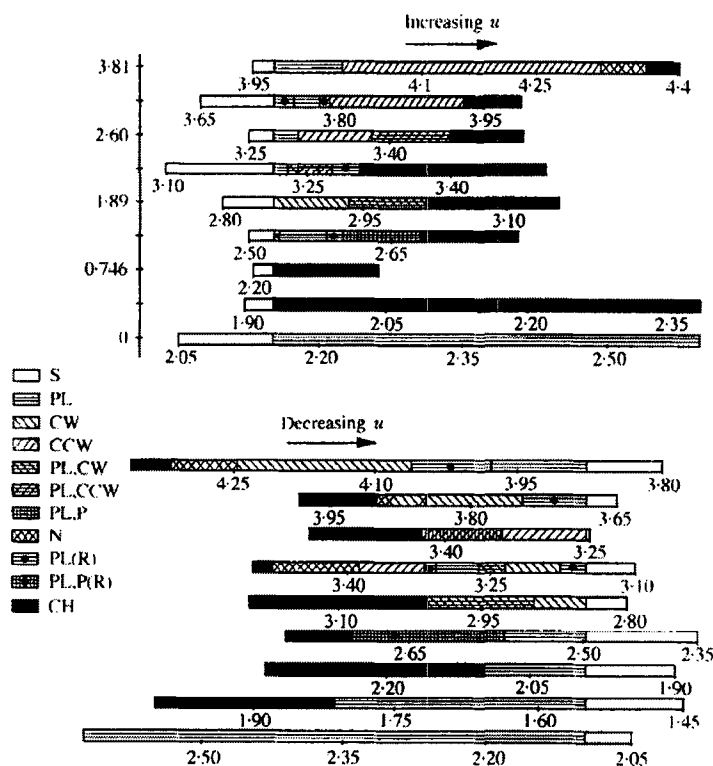 Increasing u
3·81
3·95 4·1 4·25 4·4
3·65 3·80 3·95
2·60
3·25 3·40
3·10 3·25 3·40
1·89
2·80 2·95 3·10
2·50 2·65
0·746
2·20
1·90 2·05 2·20 2·35
0
2·05 2·20 2·35 2·50
S
PL
CW
CCW
PL,CW
PL,CCW
PL,P
N
PL(R)
PL,P(R)
CH
Decreasing u
4·25 4·10 3·95 3·80
3·95 3·80 3·65
3·40 3·25
3·40 3·25 3·10
3·10 2·95 2·80
2·65 2·50 2·35
2·20 2·05 1·90
1·90 1·75 1·60 1·45
2·50 2·35 2·20 2·05